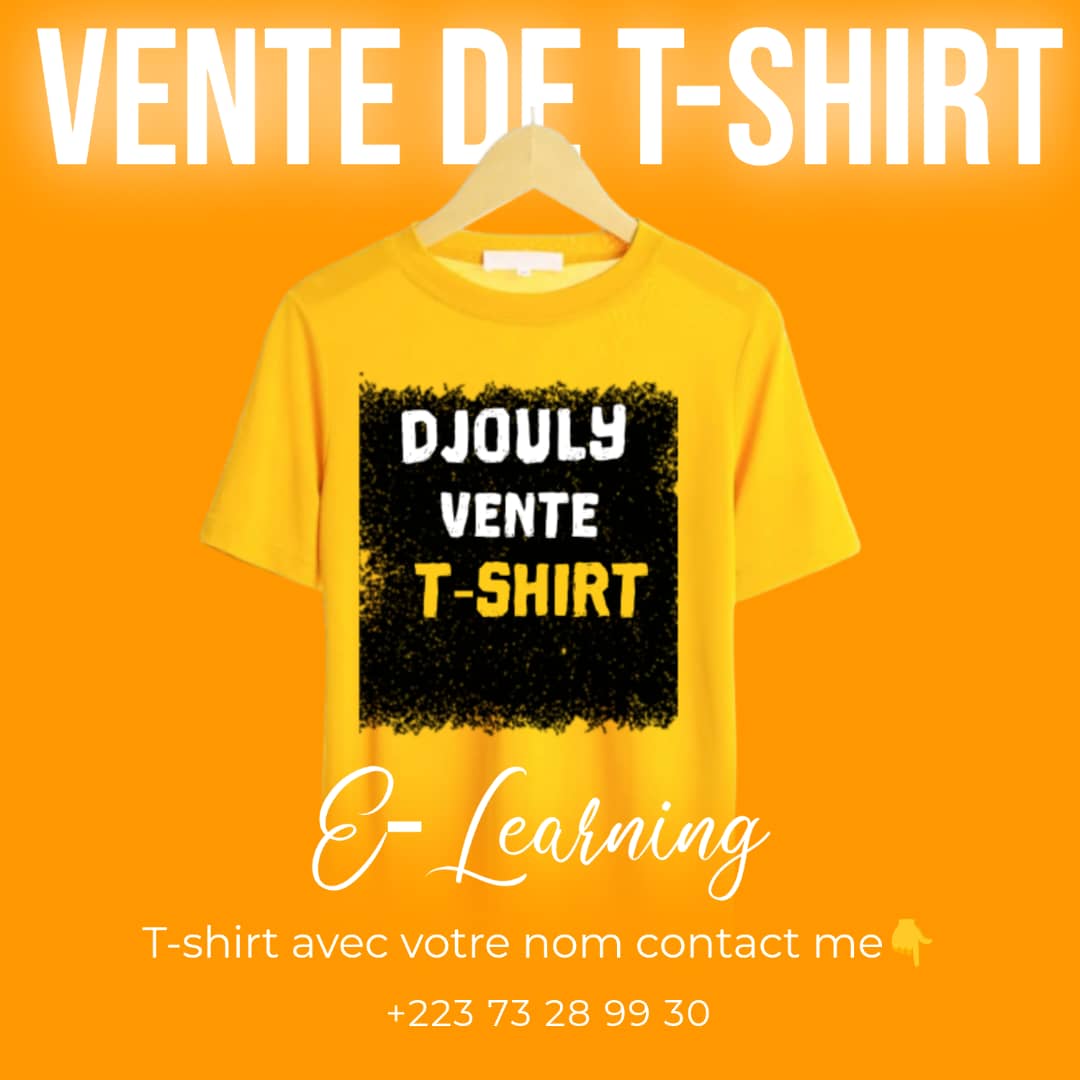 VENTE DE T-SHIRT
DJOULY
VENTE
T-SHIRT
E- Learning
T-shirt avec votre nom contact me👇
+223 73 28 99 30